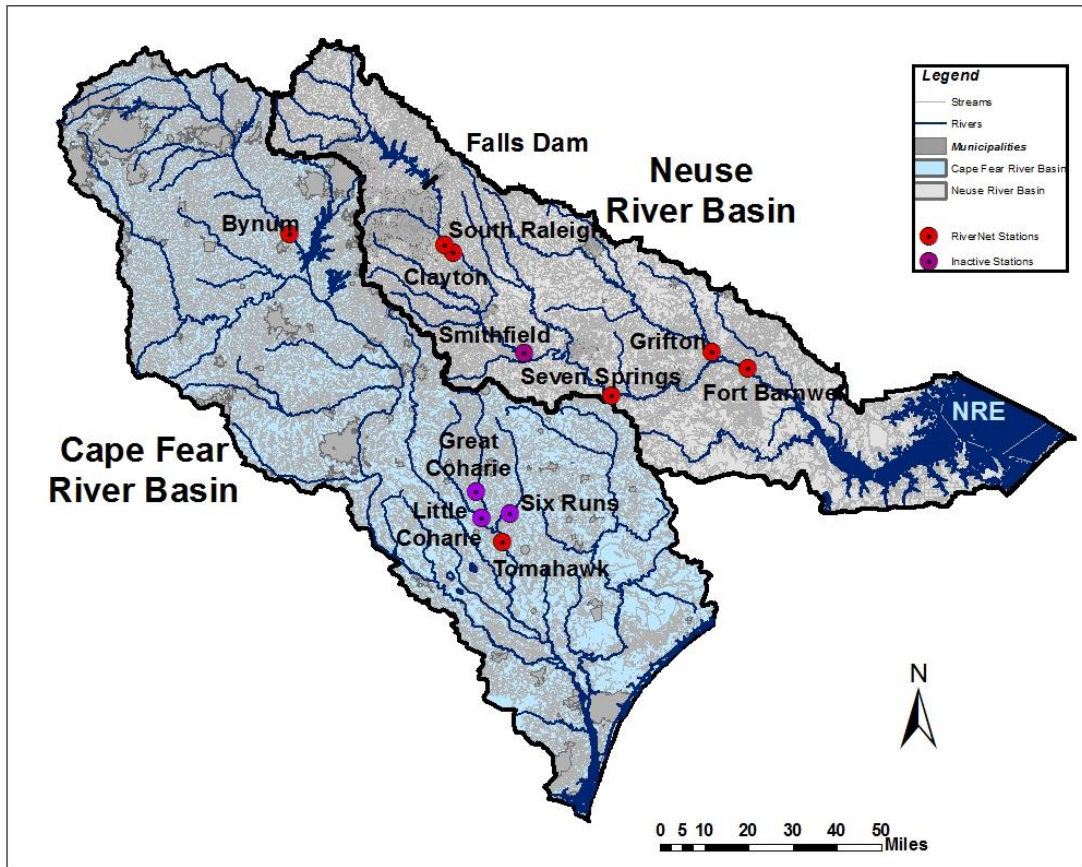 Falls Dam
Neuse
River Basin
Bynum
South Raleigh
Clayton
Smithfield
Grifton
Seven Springs
Fort Barnwell
NRE
Cape Fear
River Basin
Great
Coharie
Six Runs
Little
Coharie
Tomahawk
Legend
Streams
Rivers
Municipalities
Cape Fear River Basin
Neuse River Basin
RiverNet Stations
Inactive Stations
N
0 5 10 20 30 40 50
Miles